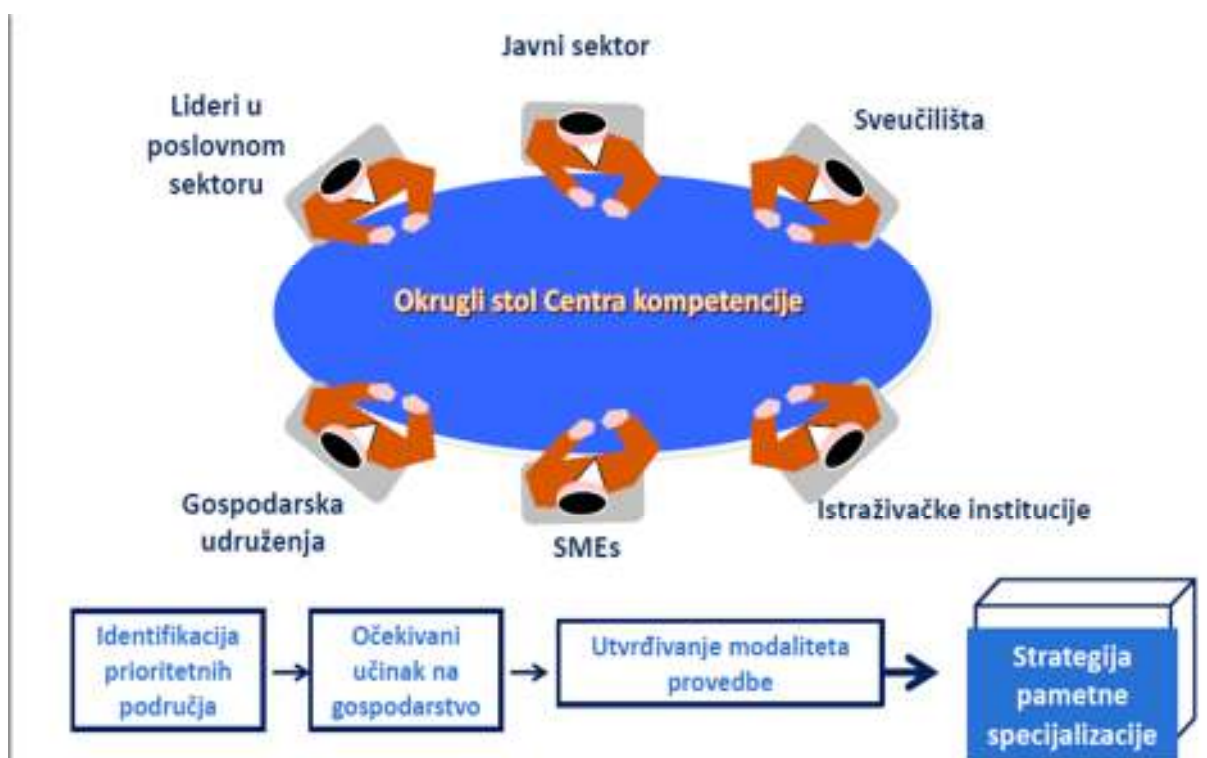 Javni sektor
Lideri u
poslovnom
sektoru
Sveučilišta
Okrugli stol Centra kompetencije
Gospodarska
udruženja
SMEs
Istraživačke institucije
Identifikacija
prioritetnih
područja
Očekivani
učinak na
gospodarstvo
Utvrđivanje modaliteta
provedbe
Strategija
pametne
specijalizacije